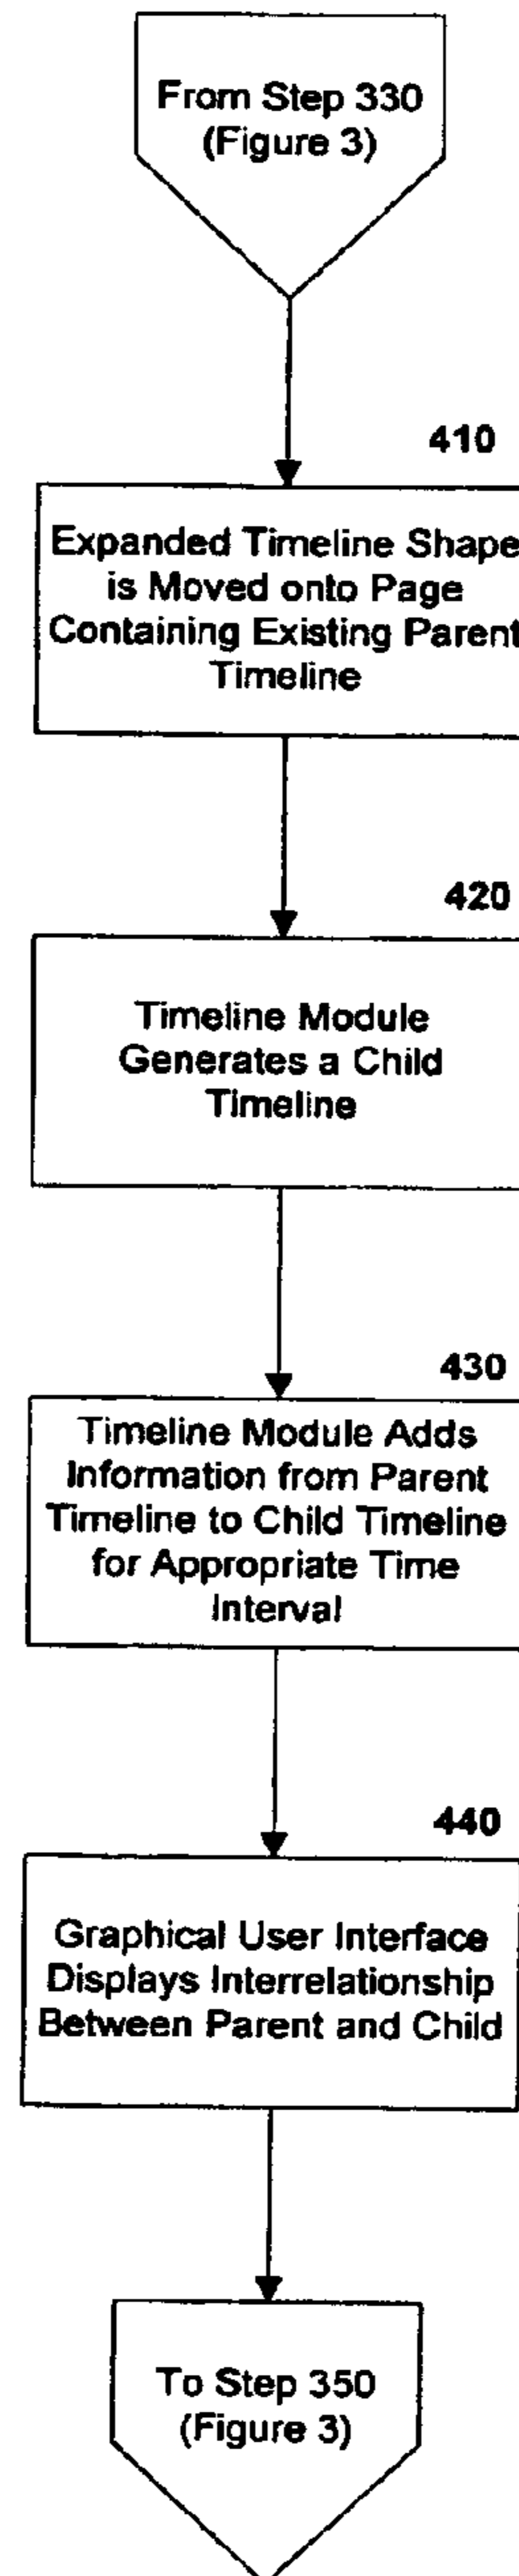 From Step 330
(Figure 3)
410
Expanded Timeline Shape
is Moved onto Page
Containing Existing Parent
Timeline
420
Timeline Module
Generates a Child
Timeline
430
Timeline Module Adds
Information from Parent
Timeline to Child Timeline
for Appropriate Time
Interval
440
Graphical User Interface
Displays Interrelationship
Between Parent and Child
To Step 350
(Figure 3)